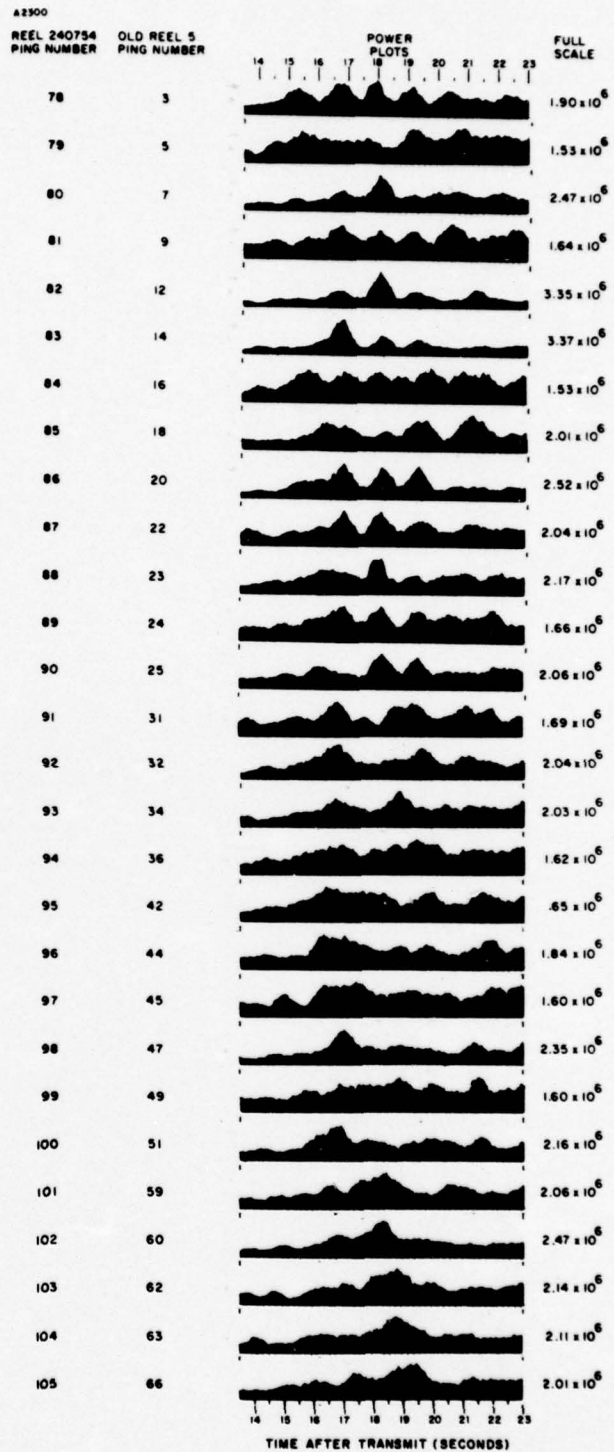 A2500
REEL 240754 PING NUMBER OLD REEL 5 PING NUMBER POWER PLOTS FULL SCALE
14 15 16 17 18 19 20 21 22 23
78 3 1.90 x 10^6
79 5 1.53 x 10^6
80 7 2.47 x 10^6
81 9 1.64 x 10^6
82 12 3.35 x 10^6
83 14 3.37 x 10^6
84 16 1.53 x 10^6
85 18 2.01 x 10^6
86 20 2.52 x 10^6
87 22 2.04 x 10^6
88 23 2.17 x 10^6
89 24 1.66 x 10^6
90 25 2.06 x 10^6
91 31 1.69 x 10^6
92 32 2.04 x 10^6
93 34 2.03 x 10^6
94 36 1.62 x 10^6
95 42 .65 x 10^6
96 44 1.84 x 10^6
97 45 1.60 x 10^6
98 47 2.35 x 10^6
99 49 1.60 x 10^6
100 51 2.16 x 10^6
101 59 2.06 x 10^6
102 60 2.47 x 10^6
103 62 2.14 x 10^6
104 63 2.11 x 10^6
105 66 2.01 x 10^6
14 15 16 17 18 19 20 21 22 23
TIME AFTER TRANSMIT (SECONDS)